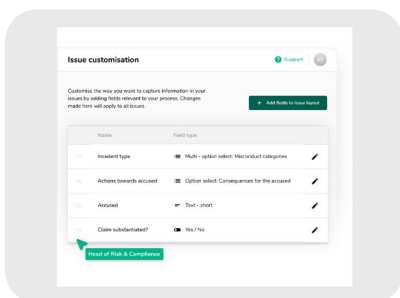 Issue customisation
Support
Customise the way you want to capture information in your
issues by adding fields relevant to your process. Changes
made here will apply to all issues.
+ Add fields to Issue layout
Name Field type
Incedent type Multi - option select: Misconduct categories
Actions towards accused Option select: Consequences for the accused
Accused Text - short
Claim substantiated? Yes / No
Head of Risk & Compliance